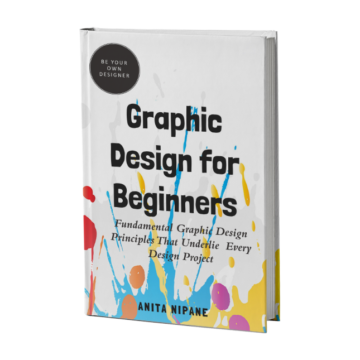 BE YOUR
OWN
DESIGNER
Graphic
Design for
Beginners
Fundamental Graphic Design
Principles That Underlie Every
Design Project
ANITA NIPANE